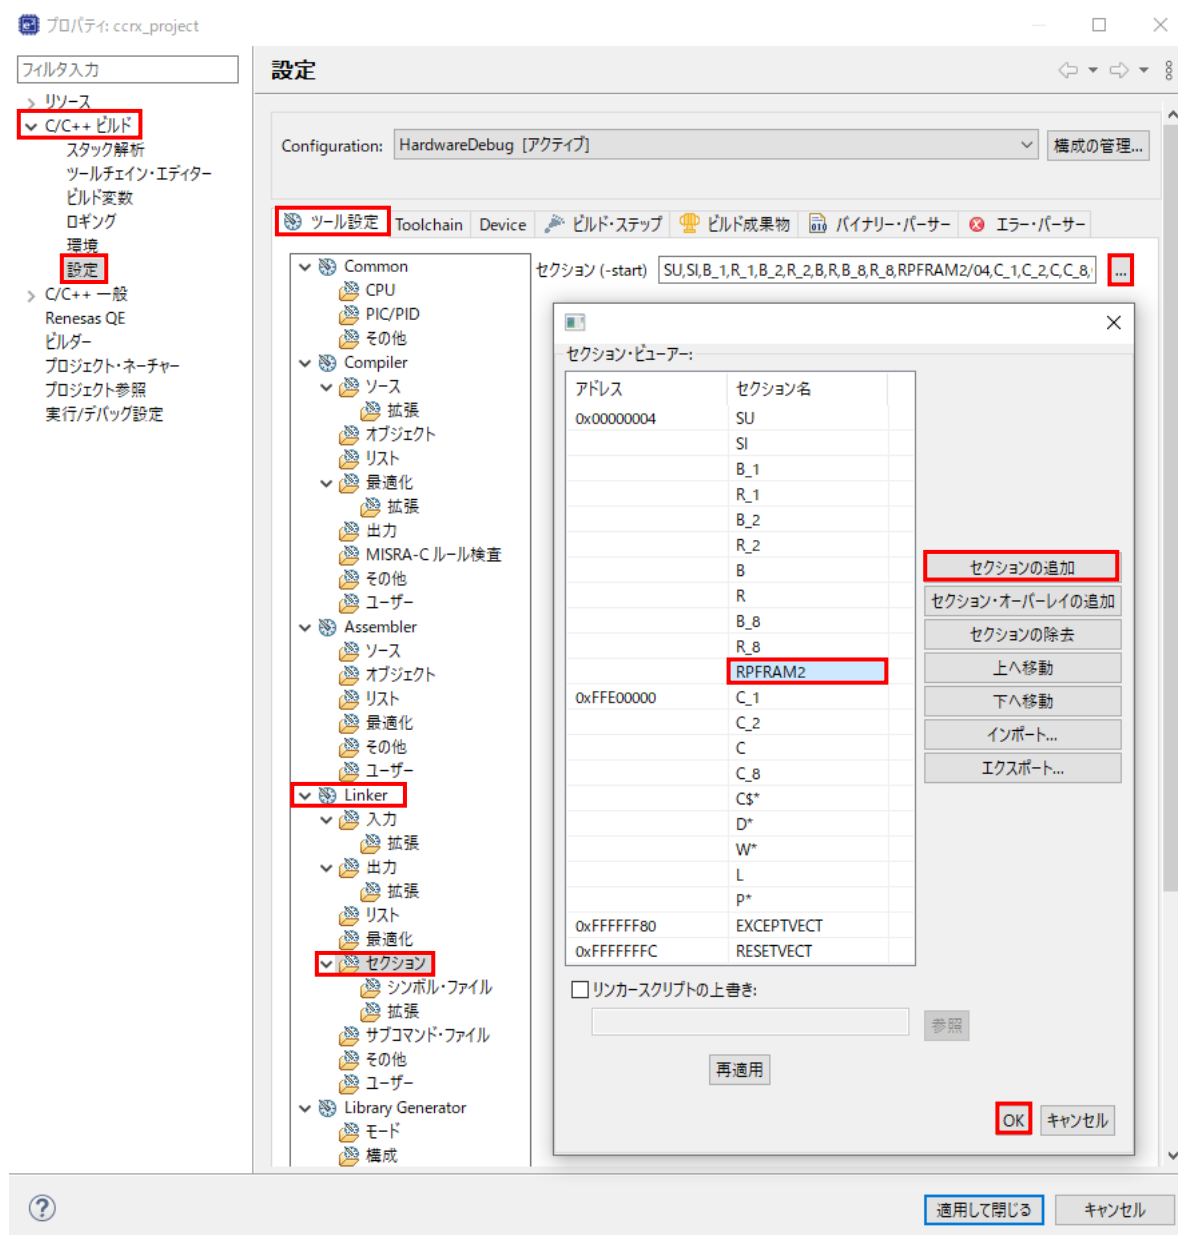 プロパティ: ccrx_project
フィルタ入力
設定
リソース
C/C++ ビルド
スタック解析
ツールチェイン・エディター
ビルド変数
ロギング
環境
設定
C/C++ 一般
Renesas QE
ビルダー
プロジェクト・ネーチャー
プロジェクト参照
実行/デバッグ設定
Configuration:
HardwareDebug [アクティブ]
構成の管理...
ツール設定
Toolchain
Device
ビルド・ステップ
ビルド成果物
バイナリー・パーサー
エラー・パーサー
Common
CPU
PIC/PID
その他
Compiler
ソース
拡張
オブジェクト
リスト
最適化
拡張
出力
MISRA-C ルール検査
その他
ユーザー
Assembler
ソース
オブジェクト
リスト
最適化
その他
ユーザー
Linker
入力
拡張
出力
拡張
リスト
最適化
セクション
シンボル・ファイル
拡張
サブコマンド・ファイル
その他
ユーザー
Library Generator
モード
構成
セクション (-start)
SU,SI,B_1,R_1,B_2,R_2,B,R,B_8,R_8,RPFRAM2/04,C_1,C_2,C,C_8,
...
セクション・ビューアー:
アドレス セクション名
0x00000004 SU
SI
B_1
R_1
B_2
R_2
B
R
B_8
R_8
RPFRAM2
0xFFE00000 C_1
C_2
C
C_8
C$*
D*
W*
L
P*
0xFFFFFF80 EXCEPTVECT
0xFFFFFFFC RESETVECT
セクションの追加
セクション・オーバーレイの追加
セクションの除去
上へ移動
下へ移動
インポート...
エクスポート...
リンカースクリプトの上書き:
参照
再適用
OK
キャンセル
適用して閉じる
キャンセル